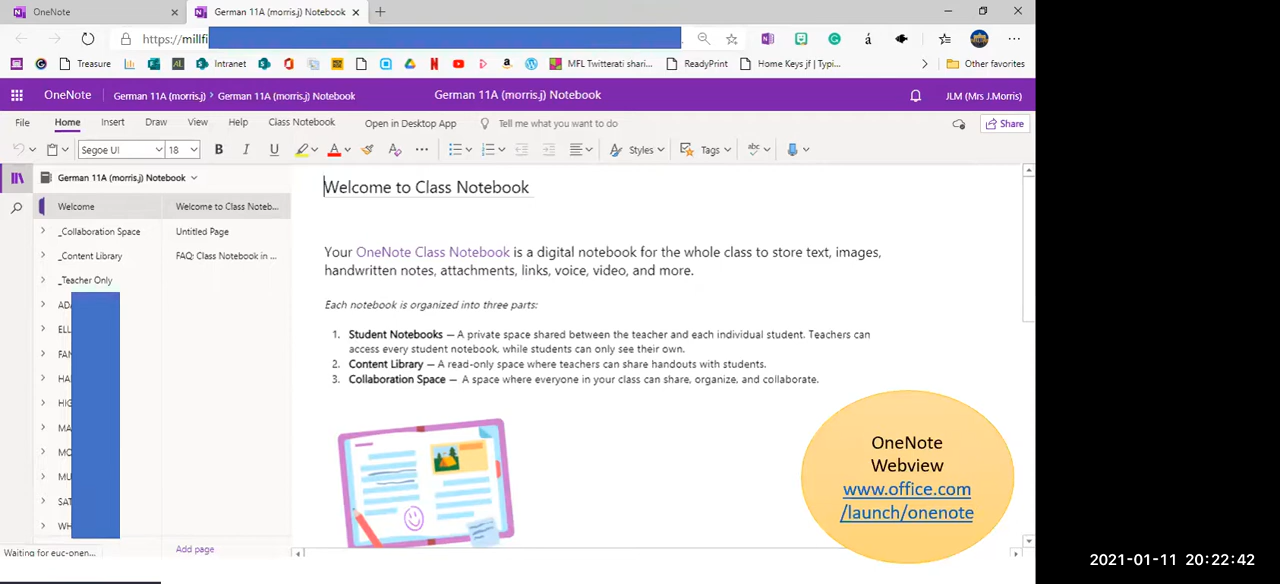 OneNote
German 11A (morris.j) Notebook
https://millfi
Treasure
Intranet
MFL Twitterati shari...
ReadyPrint
Home Keys jf | Typi...
Other favorites
OneNote
German 11A (morris.j) > German 11A (morris.j) Notebook
German 11A (morris.j) Notebook
JLM (Mrs J.Morris)
File Home Insert Draw View Help Class Notebook Open in Desktop App Tell me what you want to do
Share
Segoe UI 18 B I U A Styles Tags abc
German 11A (morris.j) Notebook
Welcome
_Collaboration Space
_Content Library
_Teacher Only
ADA
ELL
HIG
SAT
Welcome to Class Noteb...
Untitled Page
FAQ: Class Notebook in ...
Add page
Welcome to Class Notebook
Your OneNote Class Notebook is a digital notebook for the whole class to store text, images,
handwritten notes, attachments, links, voice, video, and more.
Each notebook is organized into three parts:
1. Student Notebooks — A private space shared between the teacher and each individual student. Teachers can
access every student notebook, while students can only see their own.
2. Content Library — A read-only space where teachers can share handouts with students.
3. Collaboration Space — A space where everyone in your class can share, organize, and collaborate.
OneNote
Webview
www.office.com
/launch/onenote
Waiting for euc-onen...
2021-01-11 20:22:42